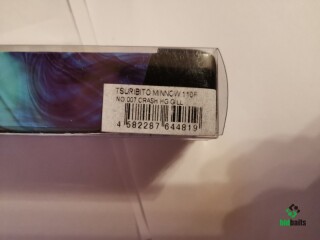 TSURIBITO MINNOW 110F
NO.007 CRASH HG GILL
4 582287 644819